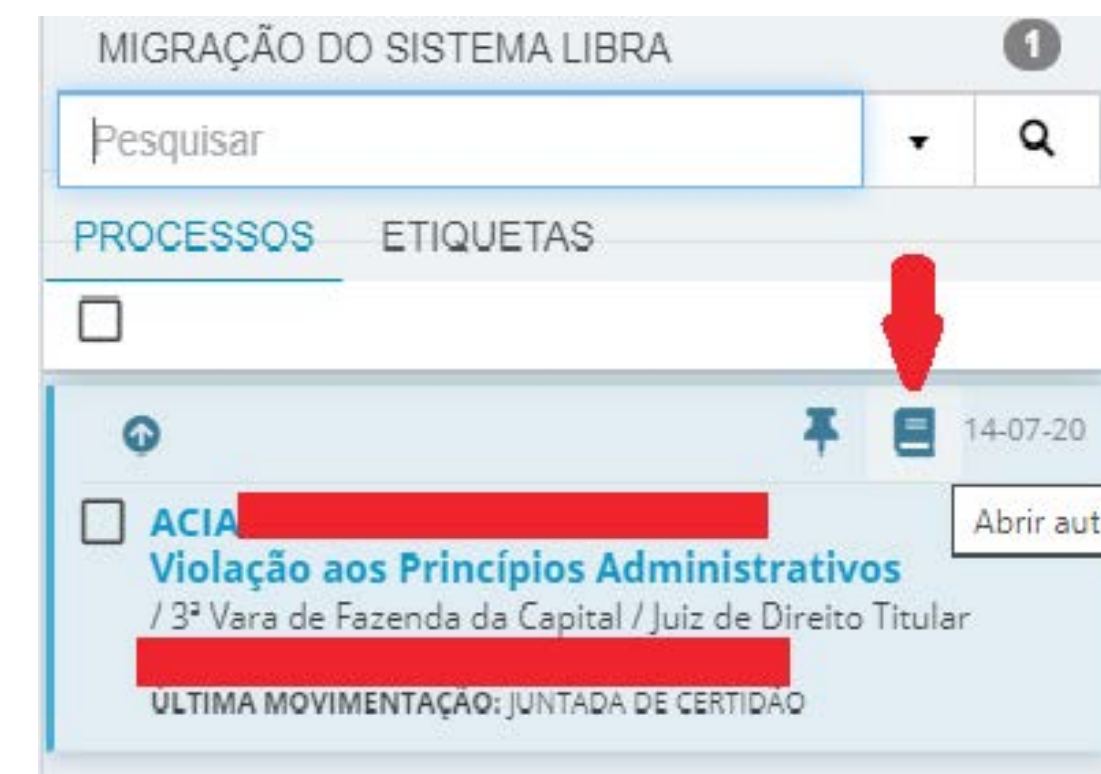 MIGRAÇÃO DO SISTEMA LIBRA 1
Pesquisar
PROCESSOS ETIQUETAS
14-07-20
ACIA
Abrir aut
Violação aos Princípios Administrativos
/ 3ª Vara de Fazenda da Capital / Juiz de Direito Titular
ÚLTIMA MOVIMENTAÇÃO: JUNTADA DE CERTIDÃO